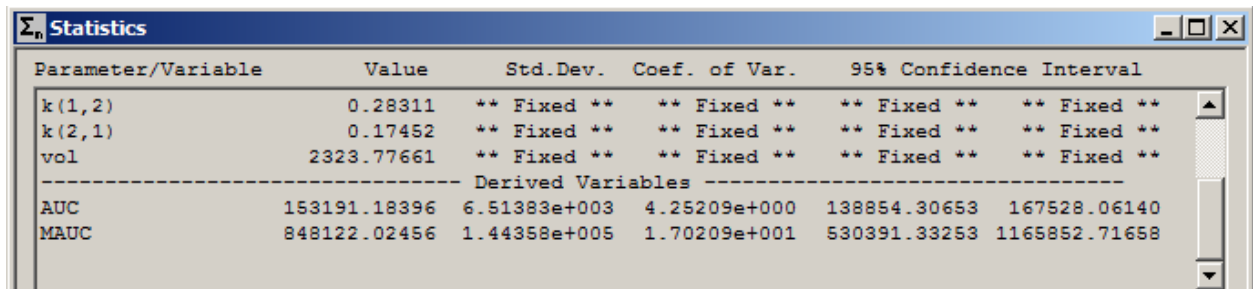 Σn Statistics
Parameter/Variable Value Std.Dev. Coef. of Var. 95% Confidence Interval
k(1,2) 0.28311 ** Fixed ** ** Fixed ** ** Fixed ** ** Fixed **
k(2,1) 0.17452 ** Fixed ** ** Fixed ** ** Fixed ** ** Fixed **
vol 2323.77661 ** Fixed ** ** Fixed ** ** Fixed ** ** Fixed **
--------------------------------- Derived Variables ---------------------------------
AUC 153191.18396 6.51383e+003 4.25209e+000 138854.30653 167528.06140
MAUC 848122.02456 1.44358e+005 1.70209e+001 530391.33253 1165852.71658